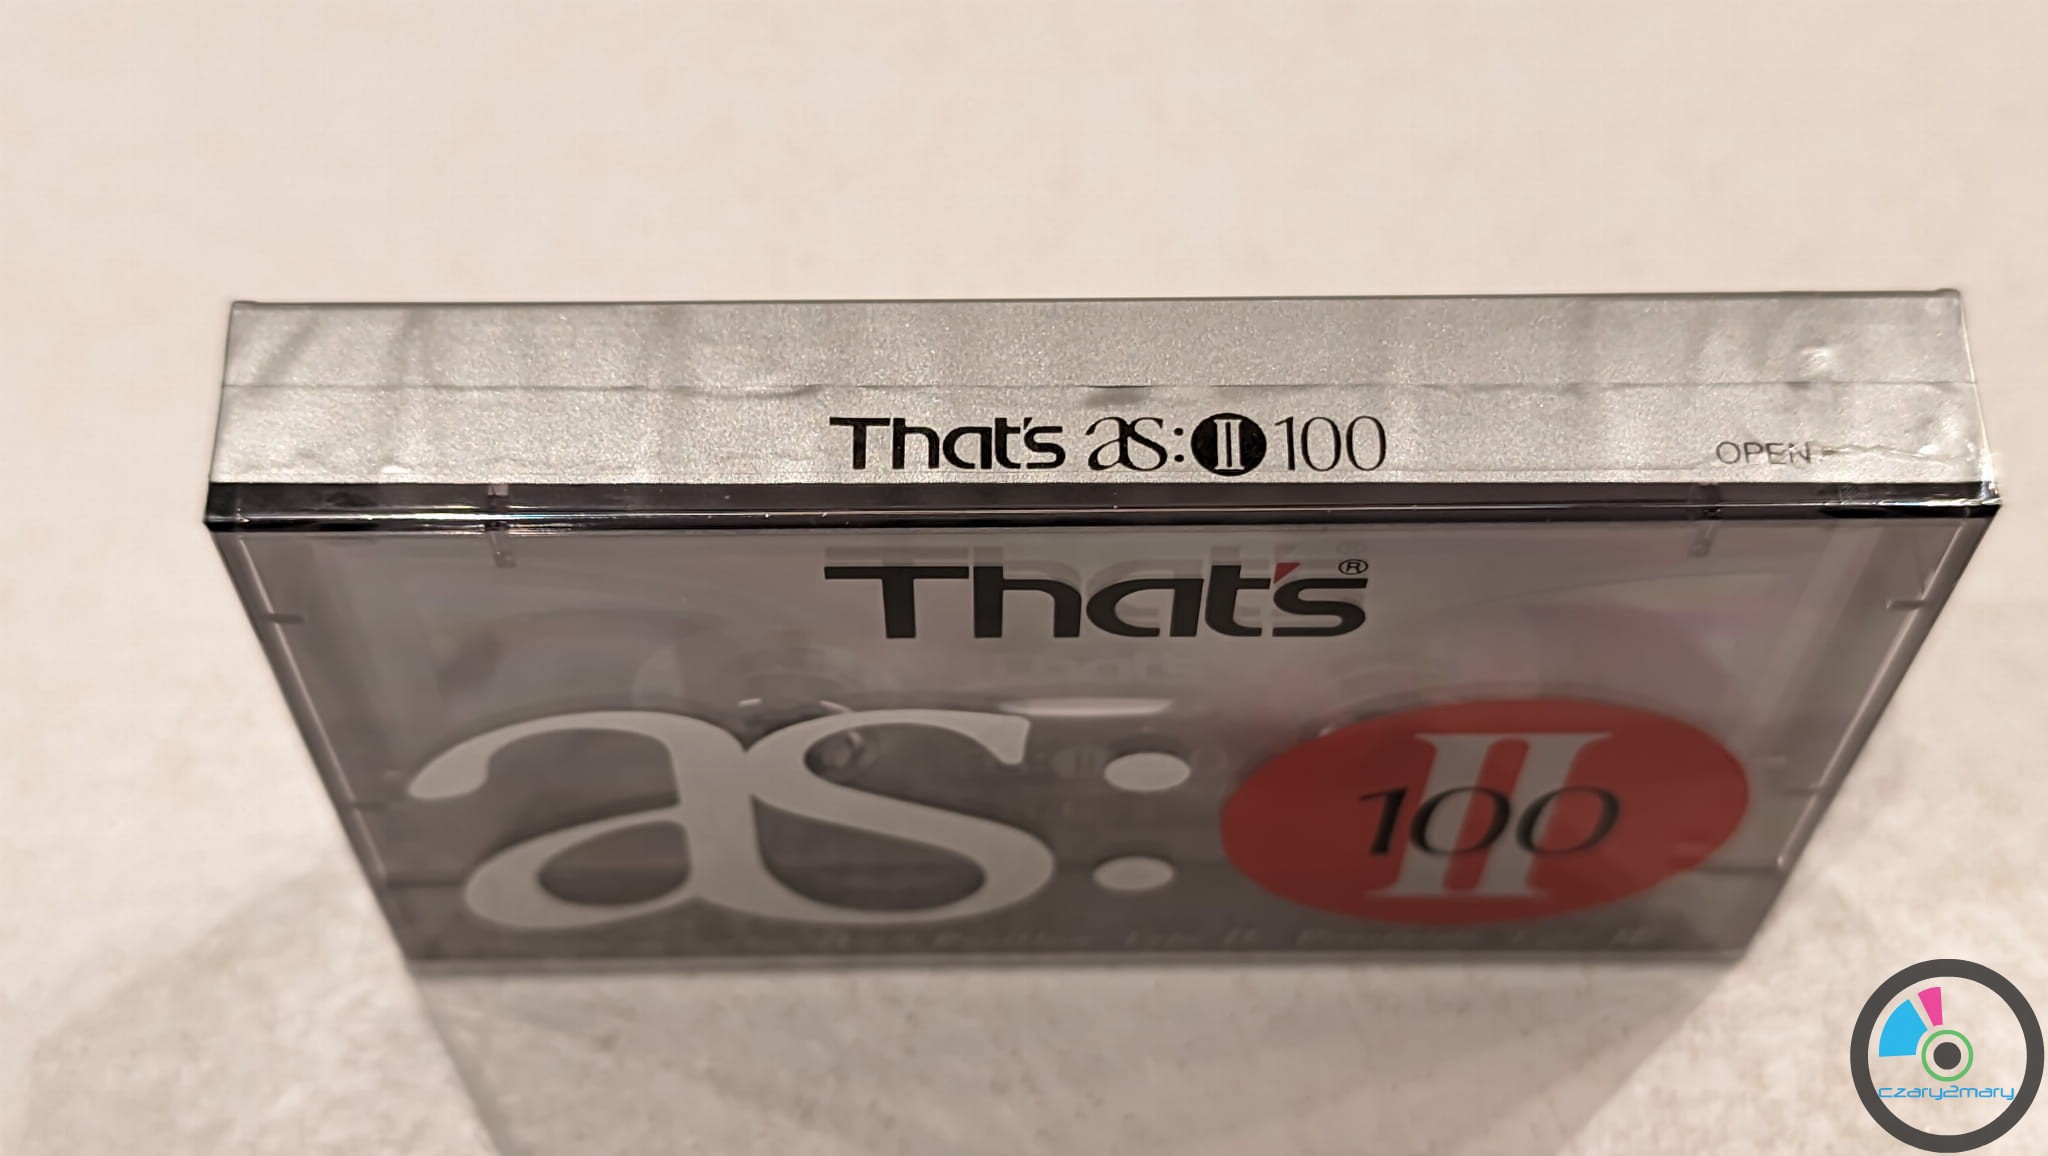 That's as:II 100
OPEN
That's®
as:
II
100
czary2mary